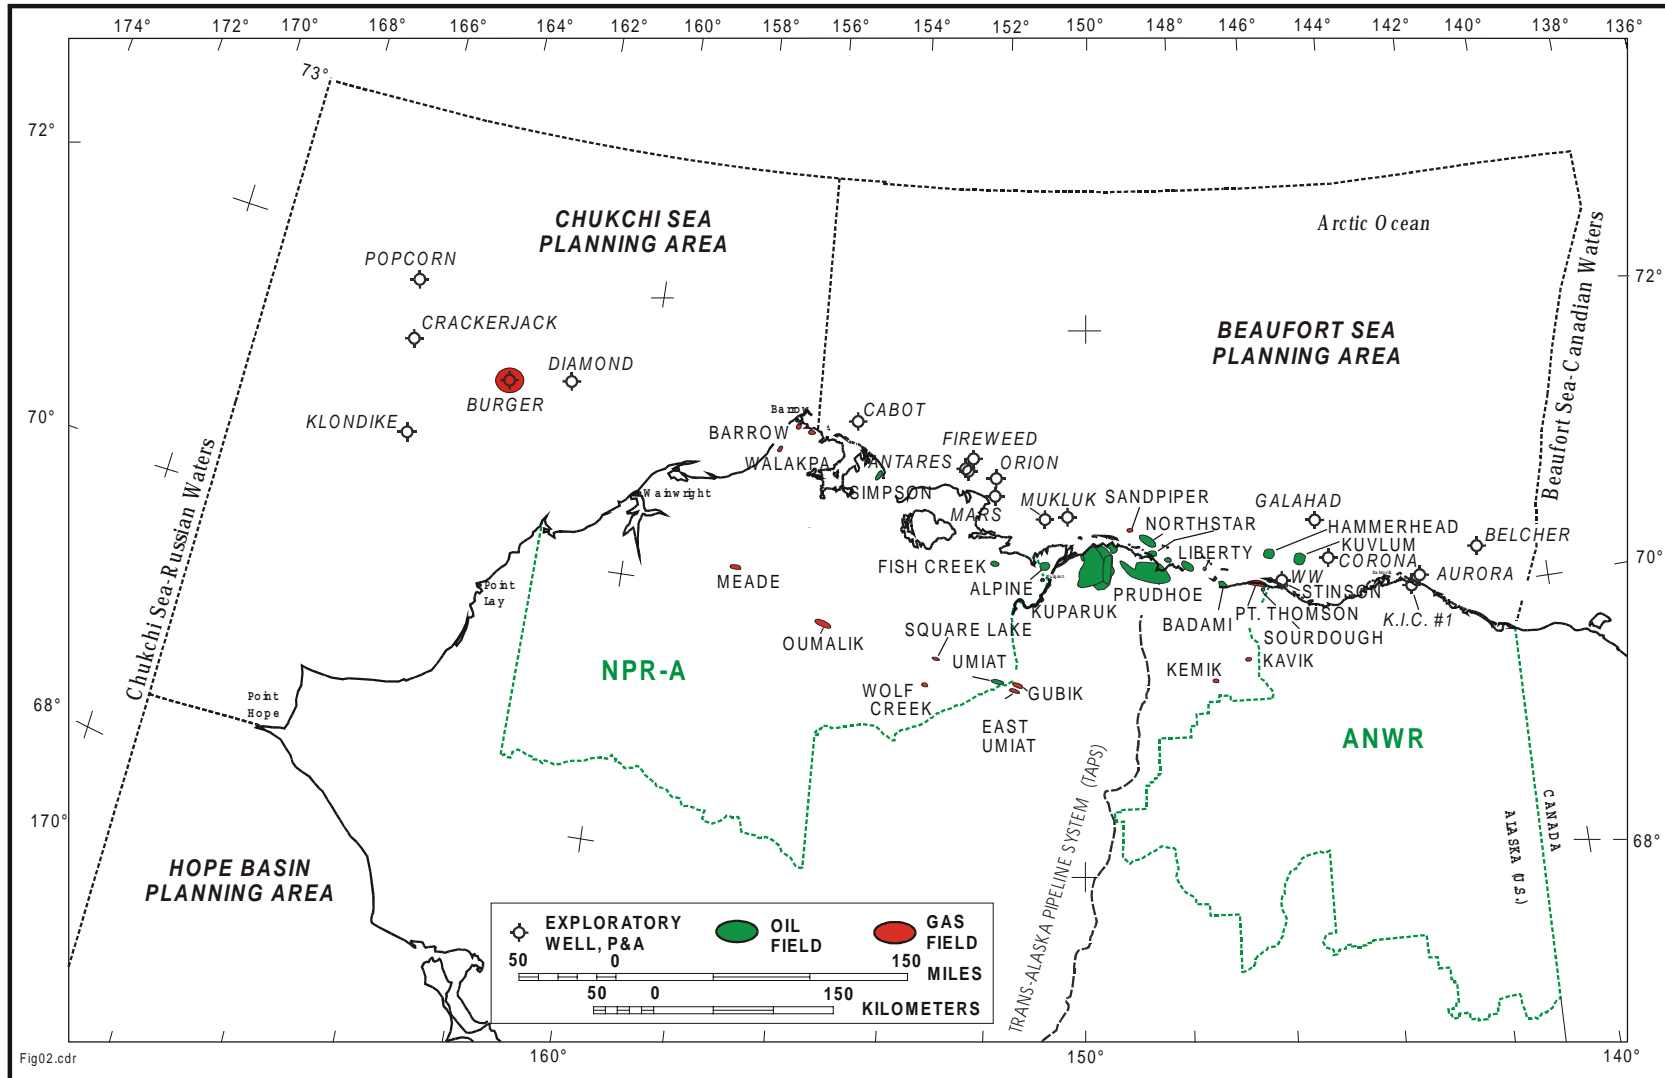 174° 172° 170° 167° 165° 164° 162° 160° 158° 156° 154° 152° 150° 148° 146° 144° 142° 140° 138° 136°
73°
72°
Arctic Ocean
CHUKCHI SEA
PLANNING AREA
POPCORN
72°
CRACKERJACK
BEAUFORT SEA
PLANNING AREA
DIAMOND
BURGER
KLONDIKE
70°
Chukchi Sea-Russian Waters
Beaufort Sea-Canadian Waters
Barrow
CABOT
BARROW
FIREWEED
WALAKPA
ANTARES
ORION
SIMPSON
Wainwright
MARS
MUKLUK
SANDPIPER
GALAHAD
NORTHSTAR
HAMMERHEAD
BELCHER
KUVLUM
LIBERTY
CORONA
70°
FISH CREEK
AURORA
MEADE
WW
Point
Lay
ALPINE
PRUDHOE
STINSON
KUPARUK
PT. THOMSON
K.I.C. #1
BADAMI
SQUARE LAKE
OUMALIK
SOURDOUGH
UMIAT
KAVIK
NPR-A
KEMIK
WOLF
CREEK
GUBIK
Point
Hope
68°
EAST
UMIAT
ANWR
TRANS-ALASKA PIPELINE SYSTEM (TAPS)
CANADA
ALASKA (U.S.)
170°
68°
HOPE BASIN
PLANNING AREA
EXPLORATORY
WELL, P&A
OIL
FIELD
GAS
FIELD
50 0 150
MILES
50 0 150
KILOMETERS
Fig02.cdr
160° 150° 140°